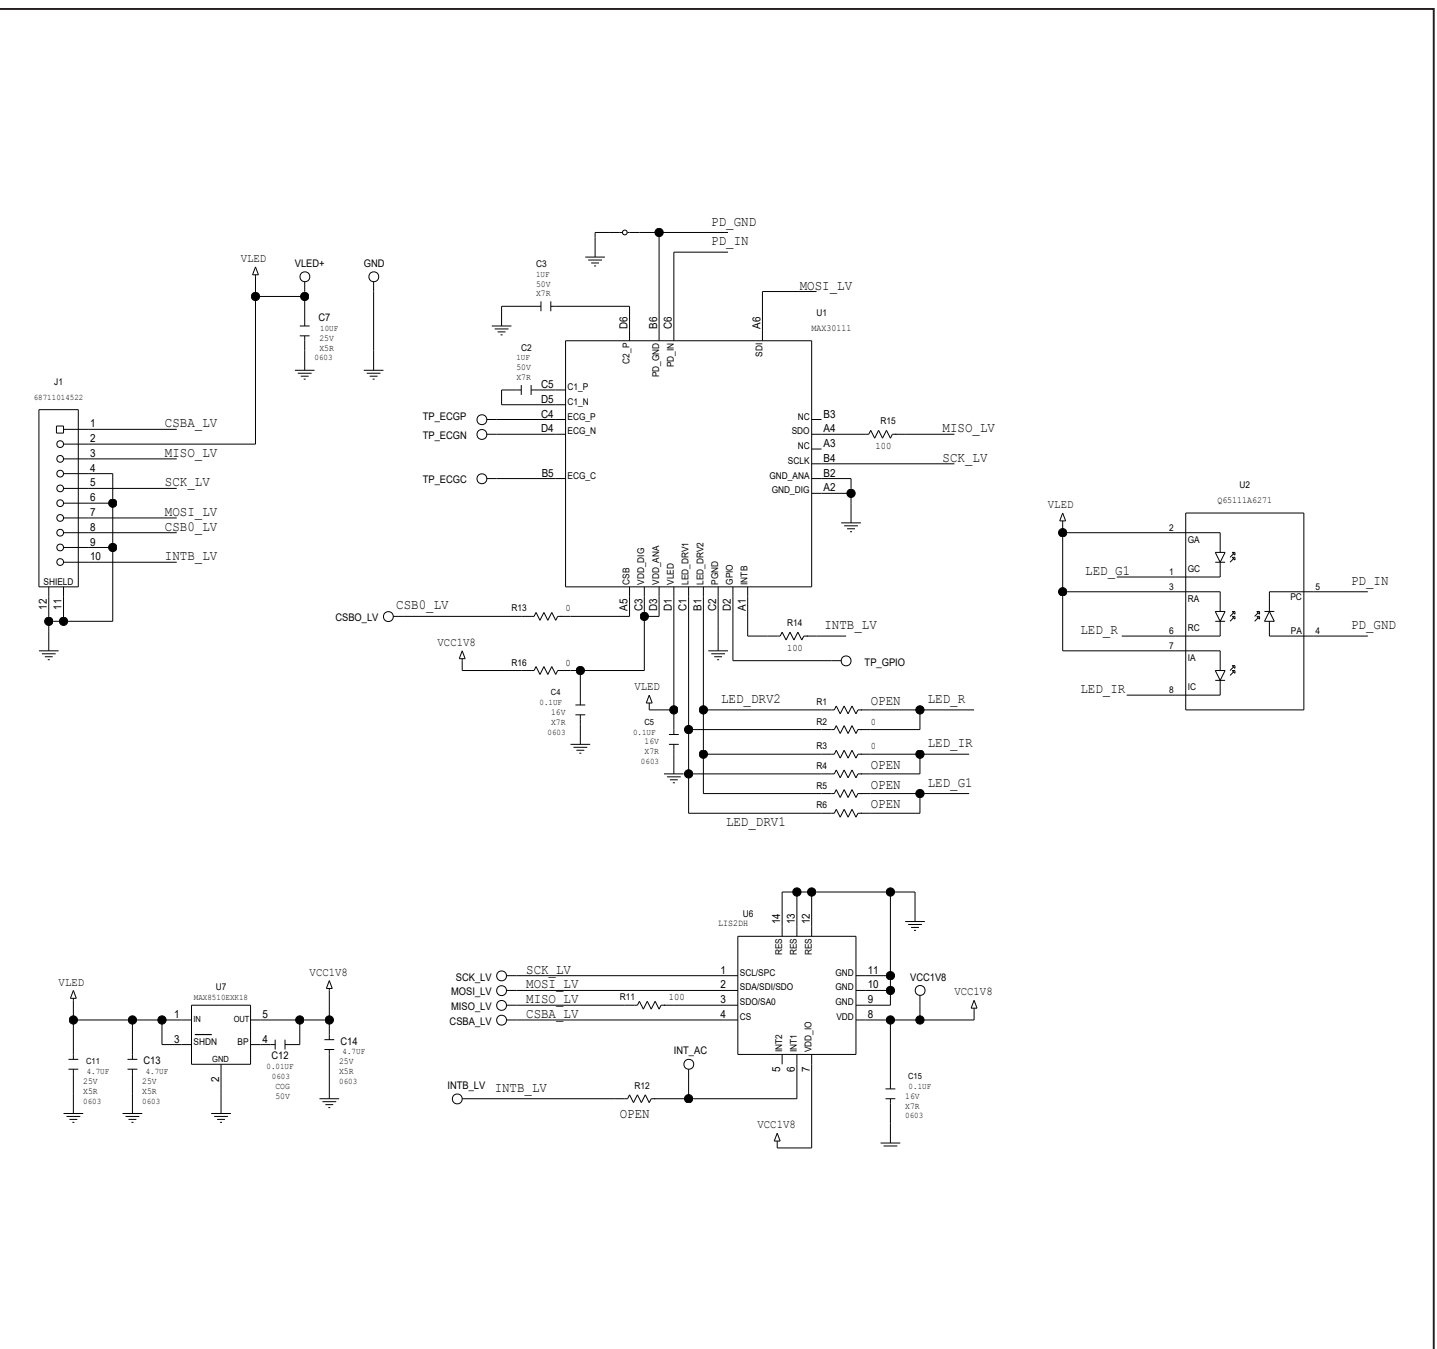 PD_GND
PD_IN
VLED
VLED+
GND
C3
1UF
50V
X7R
MOSI_LV
U1
MAX30111
C7
10UF
25V
X5R
0603
D6
B6
C6
A6
C2_P
PD_GND
PD_IN
SDI
C2
1UF
50V
X7R
J1
68711014522
C5
C1_P
D5
C1_N
TP_ECGP
C4
ECG_P
TP_ECGN
D4
ECG_N
TP_ECGC
B5
ECG_C
NC
B3
SDO
A4
R15
100
MISO_LV
NC
A3
SCLK
B4
SCK_LV
GND_ANA
B2
GND_DIG
A2
1
CSBA_LV
2
3
MISO_LV
4
5
SCK_LV
6
7
MOSI_LV
8
CSB0_LV
9
10
INTB_LV
SHIELD
12
11
CSB
VDD_DIG
VDD_ANA
VLED
LED_DRV1
LED_DRV2
PGND
GPIO
INTB
A5
C3
D3
D1
C1
B1
C2
D2
A1
U2
Q65111A6271
VLED
2
GA
LED_G1
1
GC
3
RA
LED_R
6
RC
7
IA
LED_IR
8
IC
5
PC
PD_IN
PA
4
PD_GND
CSBO_LV
CSB0_LV
R13
0
VCC1V8
R16
0
C4
0.1UF
16V
X7R
0603
R14
100
INTB_LV
TP_GPIO
VLED
C5
0.1UF
16V
X7R
0603
LED_DRV2
R1
OPEN
LED_R
R2
0
R3
0
LED_IR
R4
OPEN
R5
OPEN
LED_G1
R6
OPEN
LED_DRV1
U6
LIS2DH
14
13
12
RES
RES
RES
SCK_LV
SCK_LV
1
SCL/SPC
MOSI_LV
MOSI_LV
2
SDA/SDI/SDO
MISO_LV
MISO_LV
R11
100
3
SDO/SA0
CSBA_LV
CSBA_LV
4
CS
GND
11
GND
10
GND
9
VDD
8
VCC1V8
VCC1V8
INT2
INT1
VDD_IO
5
6
7
INT_AC
INTB_LV
INTB_LV
R12
OPEN
VCC1V8
C15
0.1UF
16V
X7R
0603
VLED
U7
MAX8510EXK18
VCC1V8
1
IN
OUT
5
3
SHDN
BP
4
GND
2
C11
4.7UF
25V
X5R
0603
C13
4.7UF
25V
X5R
0603
C12
0.01UF
0603
COG
50V
C14
4.7UF
25V
X5R
0603